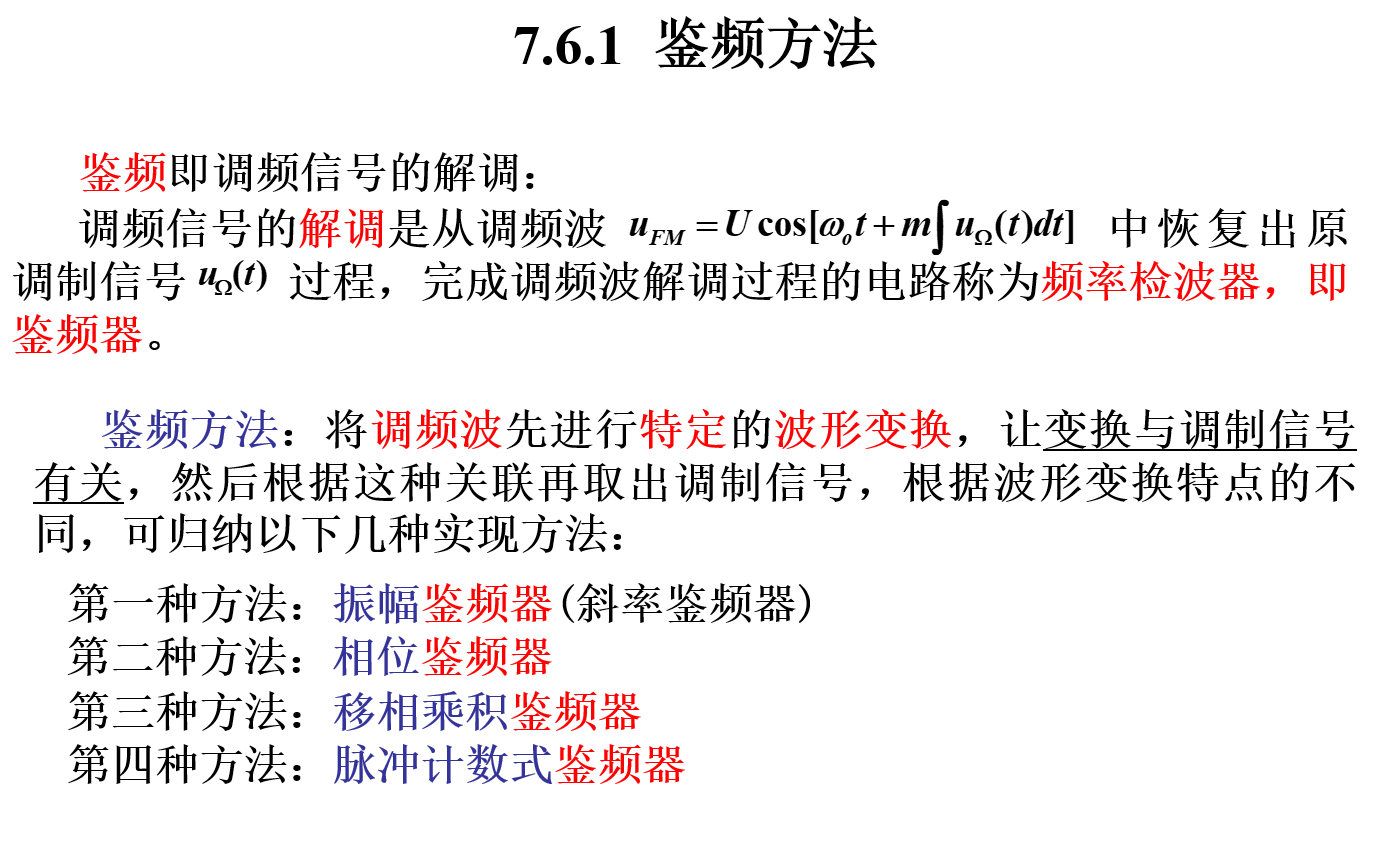 7.6.1 鉴频方法
鉴频即调频信号的解调：
调频信号的解调是从调频波 u_FM = U cos[ω_o t + m∫u_Ω(t)dt] 中恢复出原
调制信号 u_Ω(t) 过程，完成调频波解调过程的电路称为频率检波器，即
鉴频器。
鉴频方法：将调频波先进行特定的波形变换，让变换与调制信号
有关，然后根据这种关联再取出调制信号，根据波形变换特点的不
同，可归纳以下几种实现方法：
第一种方法：振幅鉴频器(斜率鉴频器)
第二种方法：相位鉴频器
第三种方法：移相乘积鉴频器
第四种方法：脉冲计数式鉴频器